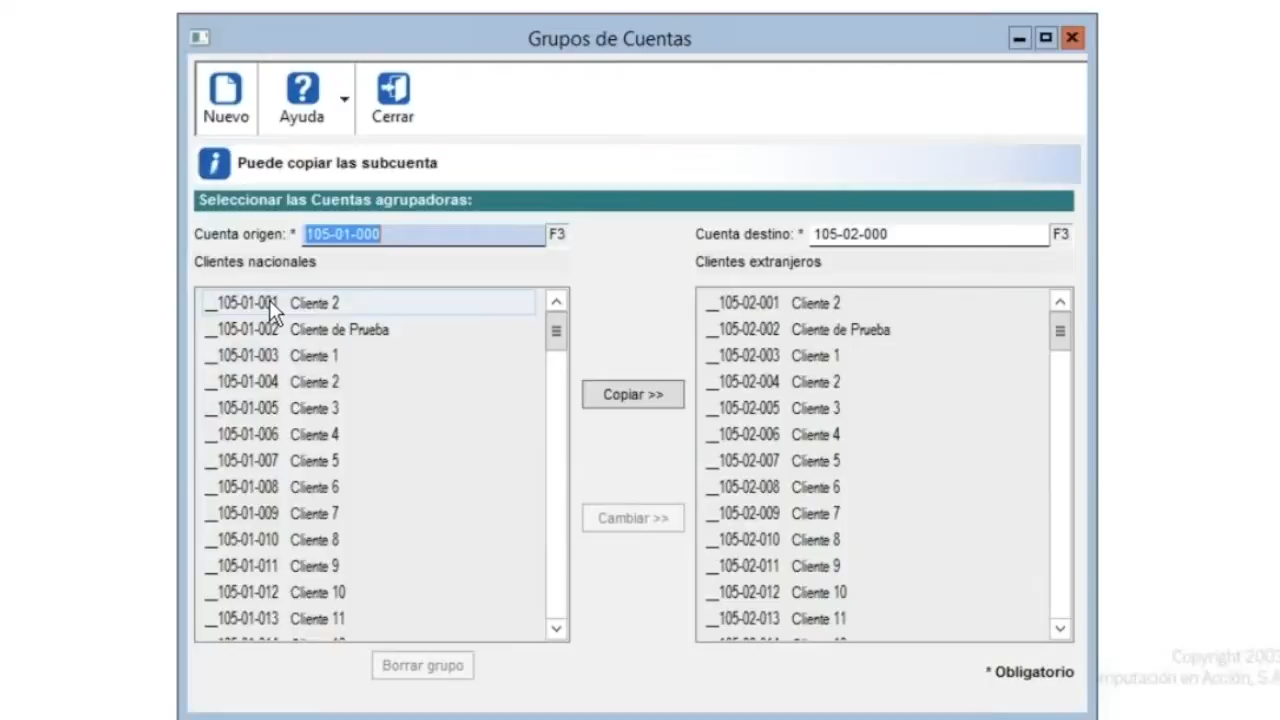 Grupos de Cuentas
Nuevo
Ayuda
Cerrar
i Puede copiar las subcuenta
Seleccionar las Cuentas agrupadoras:
Cuenta origen: * 105-01-000 F3
Clientes nacionales
__105-01-001 Cliente 2
__105-01-002 Cliente de Prueba
__105-01-003 Cliente 1
__105-01-004 Cliente 2
__105-01-005 Cliente 3
__105-01-006 Cliente 4
__105-01-007 Cliente 5
__105-01-008 Cliente 6
__105-01-009 Cliente 7
__105-01-010 Cliente 8
__105-01-011 Cliente 9
__105-01-012 Cliente 10
__105-01-013 Cliente 11
Copiar >>
Cambiar >>
Cuenta destino: * 105-02-000 F3
Clientes extranjeros
__105-02-001 Cliente 2
__105-02-002 Cliente de Prueba
__105-02-003 Cliente 1
__105-02-004 Cliente 2
__105-02-005 Cliente 3
__105-02-006 Cliente 4
__105-02-007 Cliente 5
__105-02-008 Cliente 6
__105-02-009 Cliente 7
__105-02-010 Cliente 8
__105-02-011 Cliente 9
__105-02-012 Cliente 10
__105-02-013 Cliente 11
Borrar grupo
* Obligatorio
Copyright 2003
en Acción, S.A